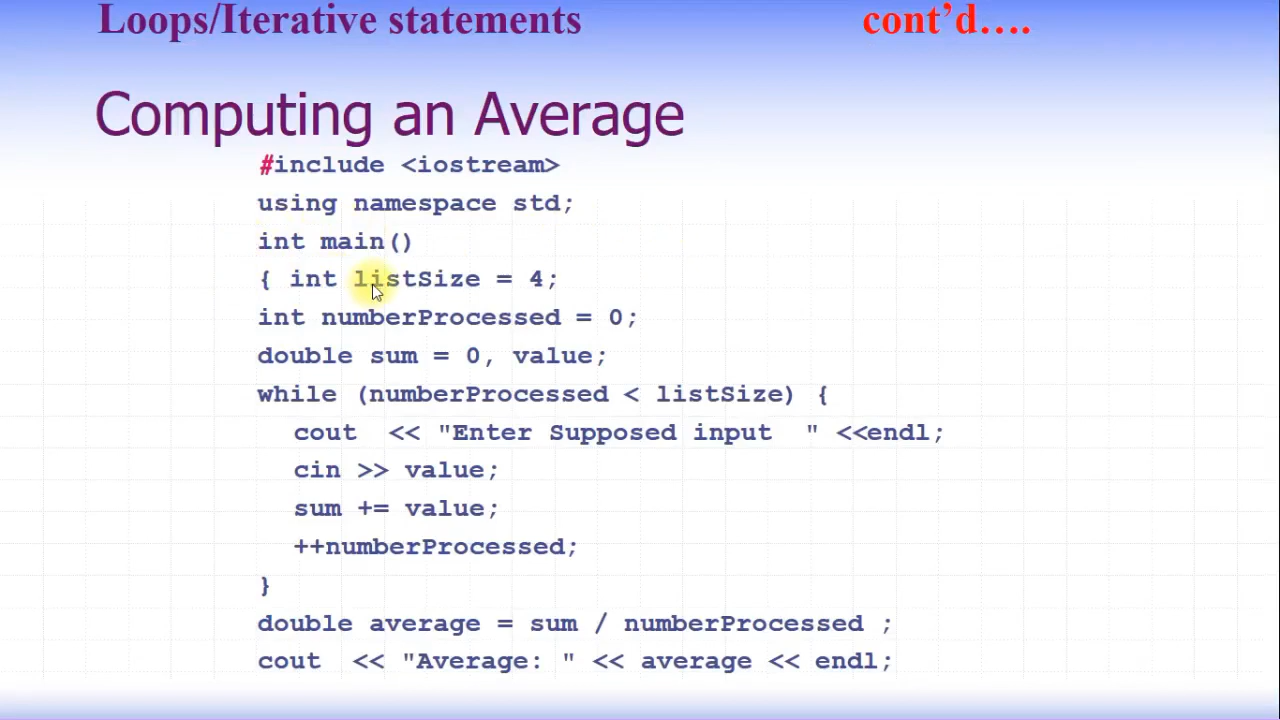 Loops/Iterative statements cont’d….
Computing an Average
#include <iostream>
using namespace std;
int main()
{ int listSize = 4;
int numberProcessed = 0;
double sum = 0, value;
while (numberProcessed < listSize) {
cout << "Enter Supposed input " <<endl;
cin >> value;
sum += value;
++numberProcessed;
}
double average = sum / numberProcessed ;
cout << "Average: " << average << endl;